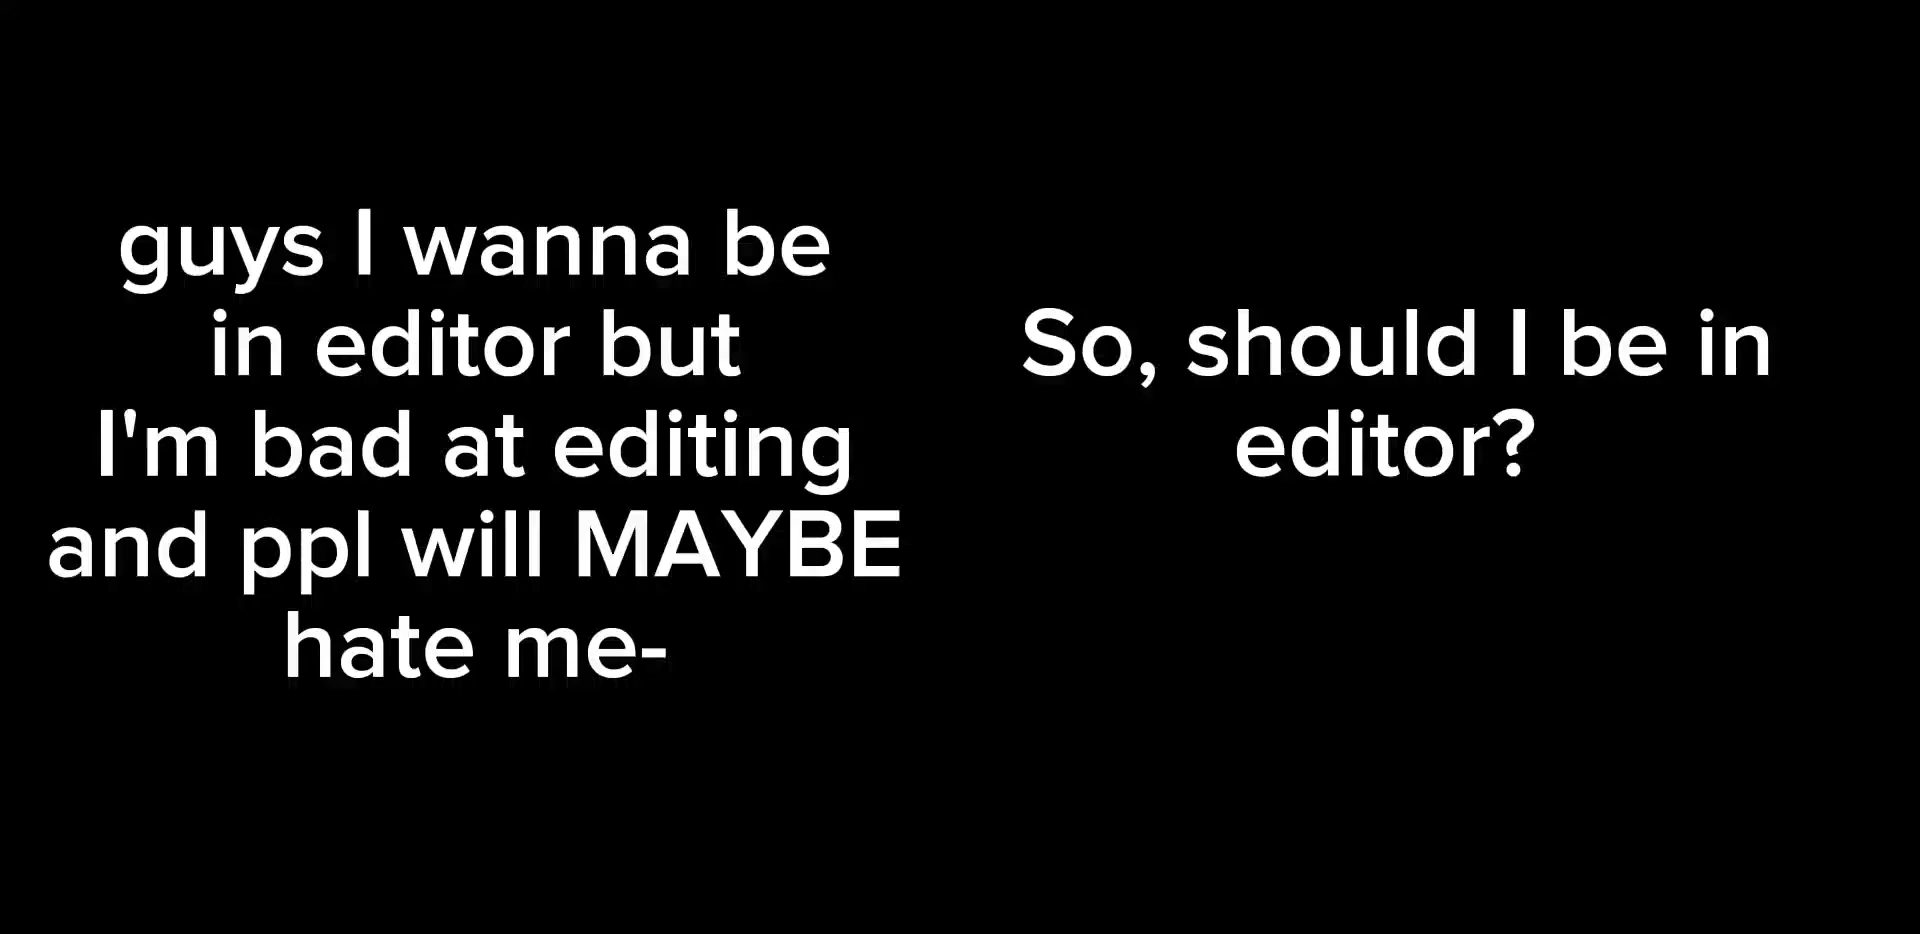 guys I wanna be
in editor but
I'm bad at editing
and ppl will MAYBE
hate me-
So, should I be in
editor?